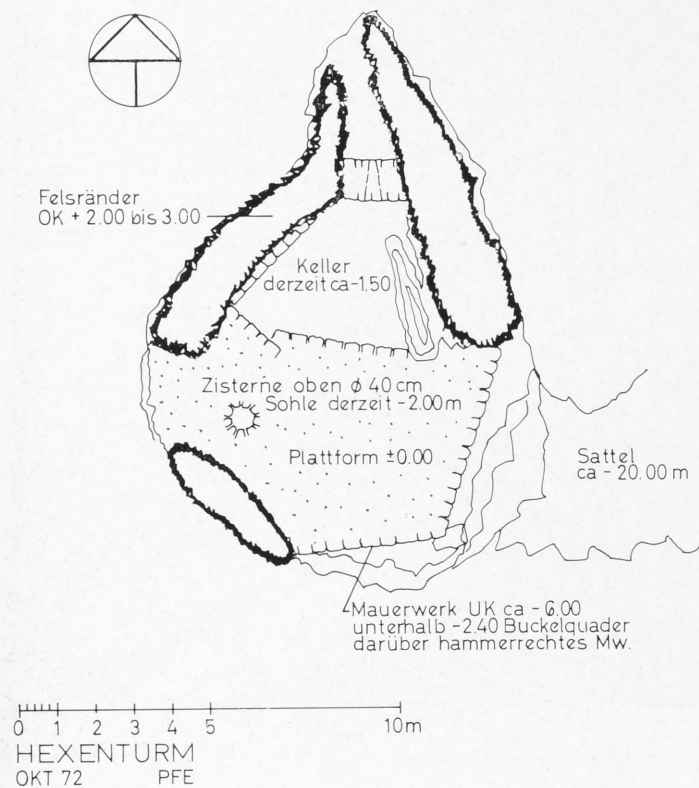 Felsränder
OK + 2.00 bis 3.00
Keller
derzeit ca-1.50
Zisterne oben ø 40 cm
Sohle derzeit -2.00 m
Plattform ±0.00
Sattel
ca - 20.00 m
Mauerwerk UK ca - 6.00
unterhalb -2.40 Buckelquader
darüber hammerrechtes Mw.
0 1 2 3 4 5 10m
HEXENTURM
OKT 72 PFE